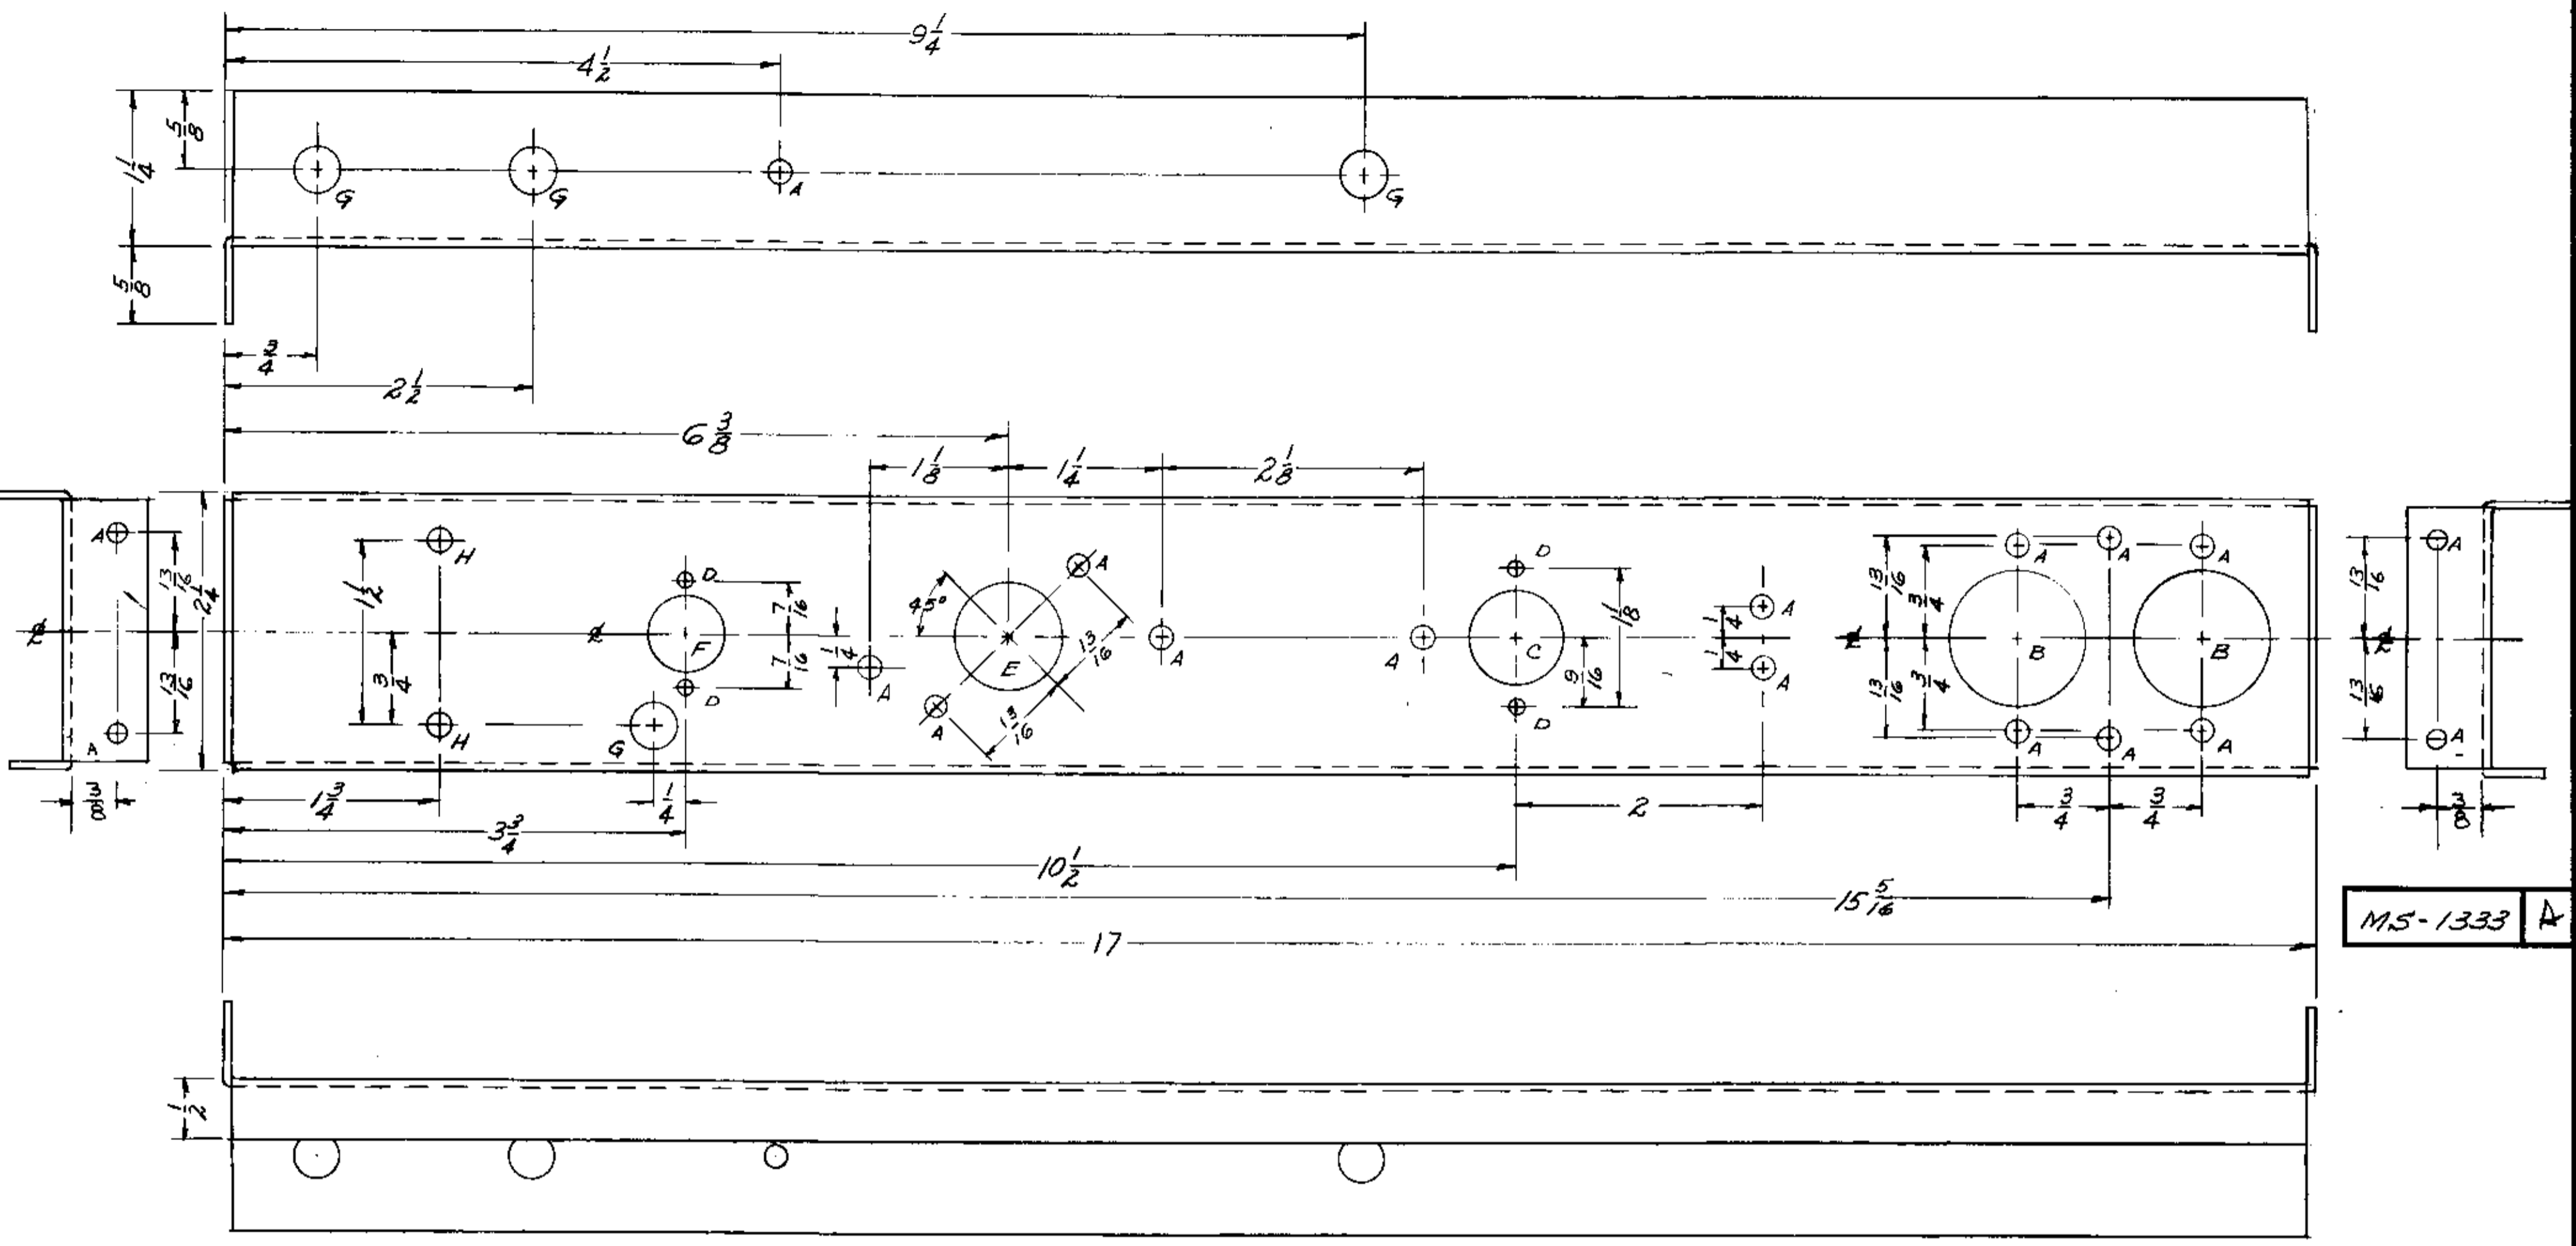 9 1/4
4 1/2
5/8
1 1/4
G G A G
5/8
3/4
2 1/2
6 3/8
1 1/8 1 1/4 2 1/8
A H D A D A A A A
13/16 2 1/4 1 1/2 7/16 45° 1 1/8 1/4 13/16 3/4 13/16
℄ ℄ F E 13/16 A A C A ℄ B B ℄
13/16 3/4 7/16 1/4 A 9/16 1/4 A 13/16 3/4 13/16
A H G D A 13/16 D A A A A
3/8 1 3/4 1/4 2 3/4 3/4 3/8
3 3/4
10 1/2
15 5/16
MS-1333 A
17
1/2